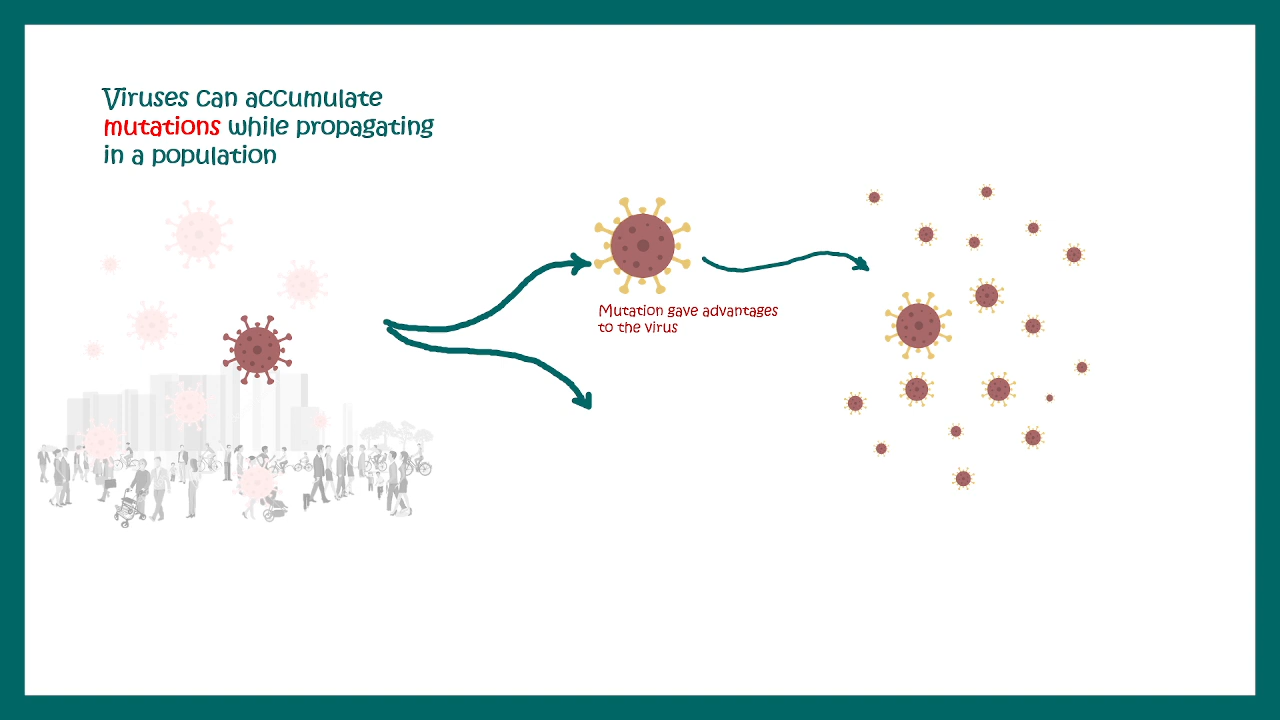 Viruses can accumulate
mutations while propagating
in a population
Mutation gave advantages
to the virus